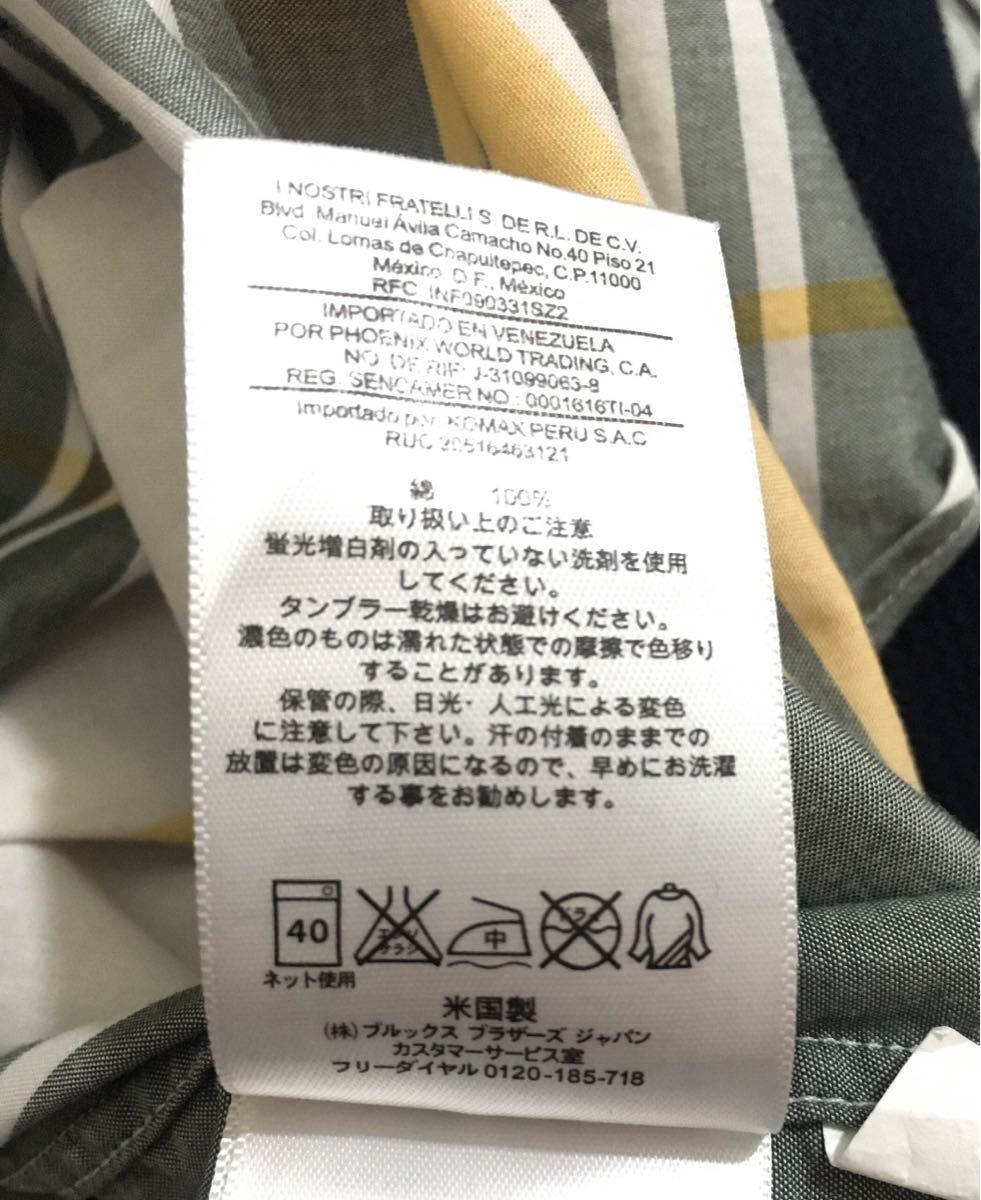 I NOSTRI FRATELLI S. DE R.L. DE C.V.
Blvd. Manuel Ávila Camacho No.40 Piso 21
Col. Lomas de Chapultepec, C.P.11000
México, D.F., México
RFC INF090331SZ2
IMPORTADO EN VENEZUELA
POR PHOENIX WORLD TRADING, C.A.
NO. DE RIF: J-31099063-8
REG. SENCAMER NO.: 0001616TI-04
Importado por KOMAX PERU S.A.C
RUC 20516463121
綿 100%
取り扱い上のご注意
蛍光増白剤の入っていない洗剤を使用
してください。
タンブラー乾燥はお避けください。
濃色のものは濡れた状態での摩擦で色移り
することがあります。
保管の際、日光・人工光による変色
に注意して下さい。汗の付着のままでの
放置は変色の原因になるので、早めにお洗濯
する事をお勧めします。
40 エンソ サラシ 中 ドライ
ネット使用
米国製
(株)ブルックス ブラザーズ ジャパン
カスタマーサービス室
フリーダイヤル 0120-185-718